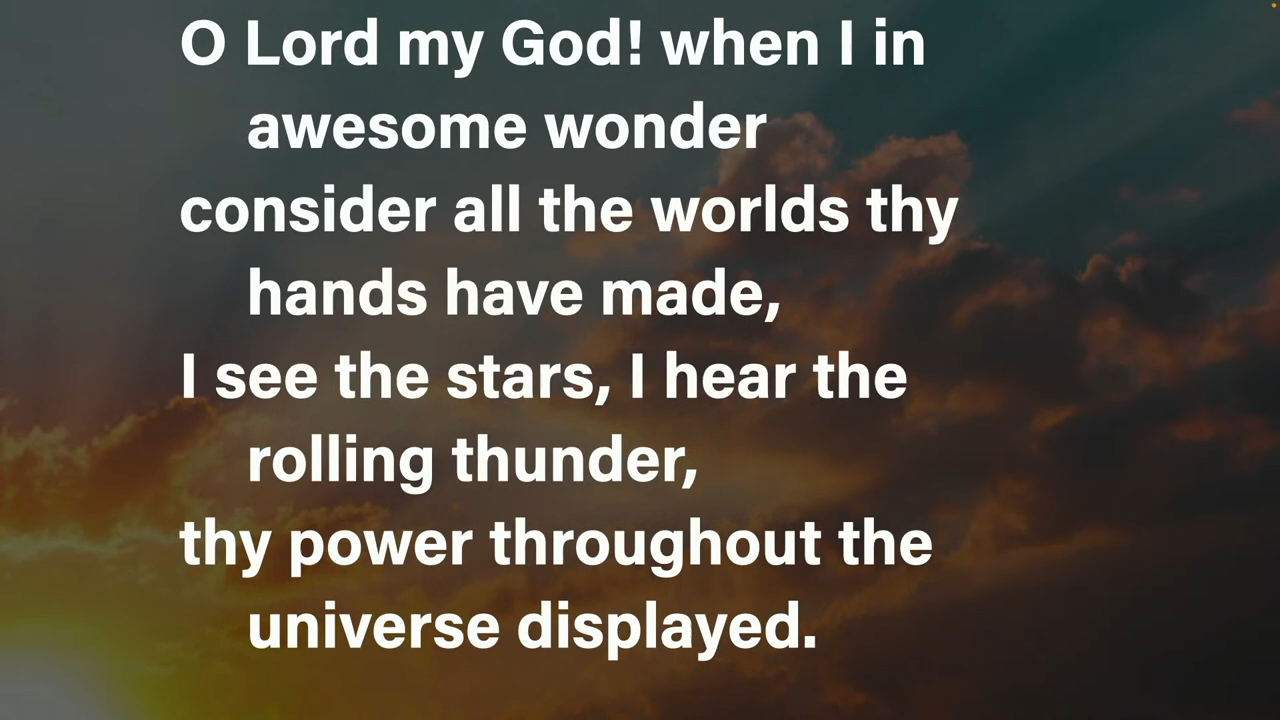 O Lord my God! when I in
awesome wonder
consider all the worlds thy
hands have made,
I see the stars, I hear the
rolling thunder,
thy power throughout the
universe displayed.